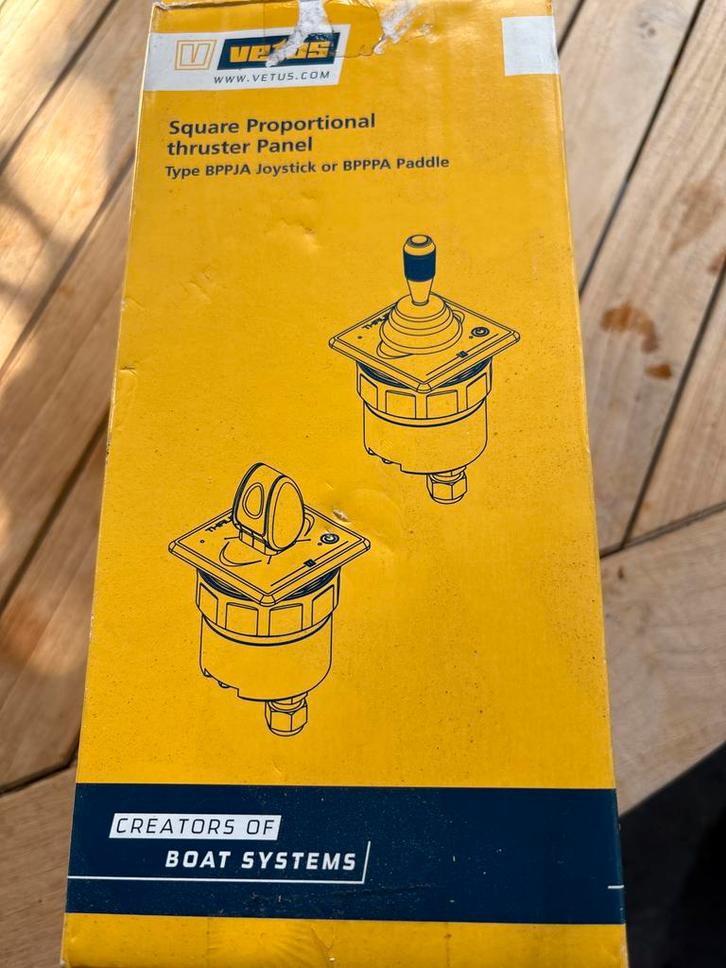 V vetus
WWW.VETUS.COM
Square Proportional
thruster Panel
Type BPPJA Joystick or BPPPA Paddle
CREATORS OF
BOAT SYSTEMS